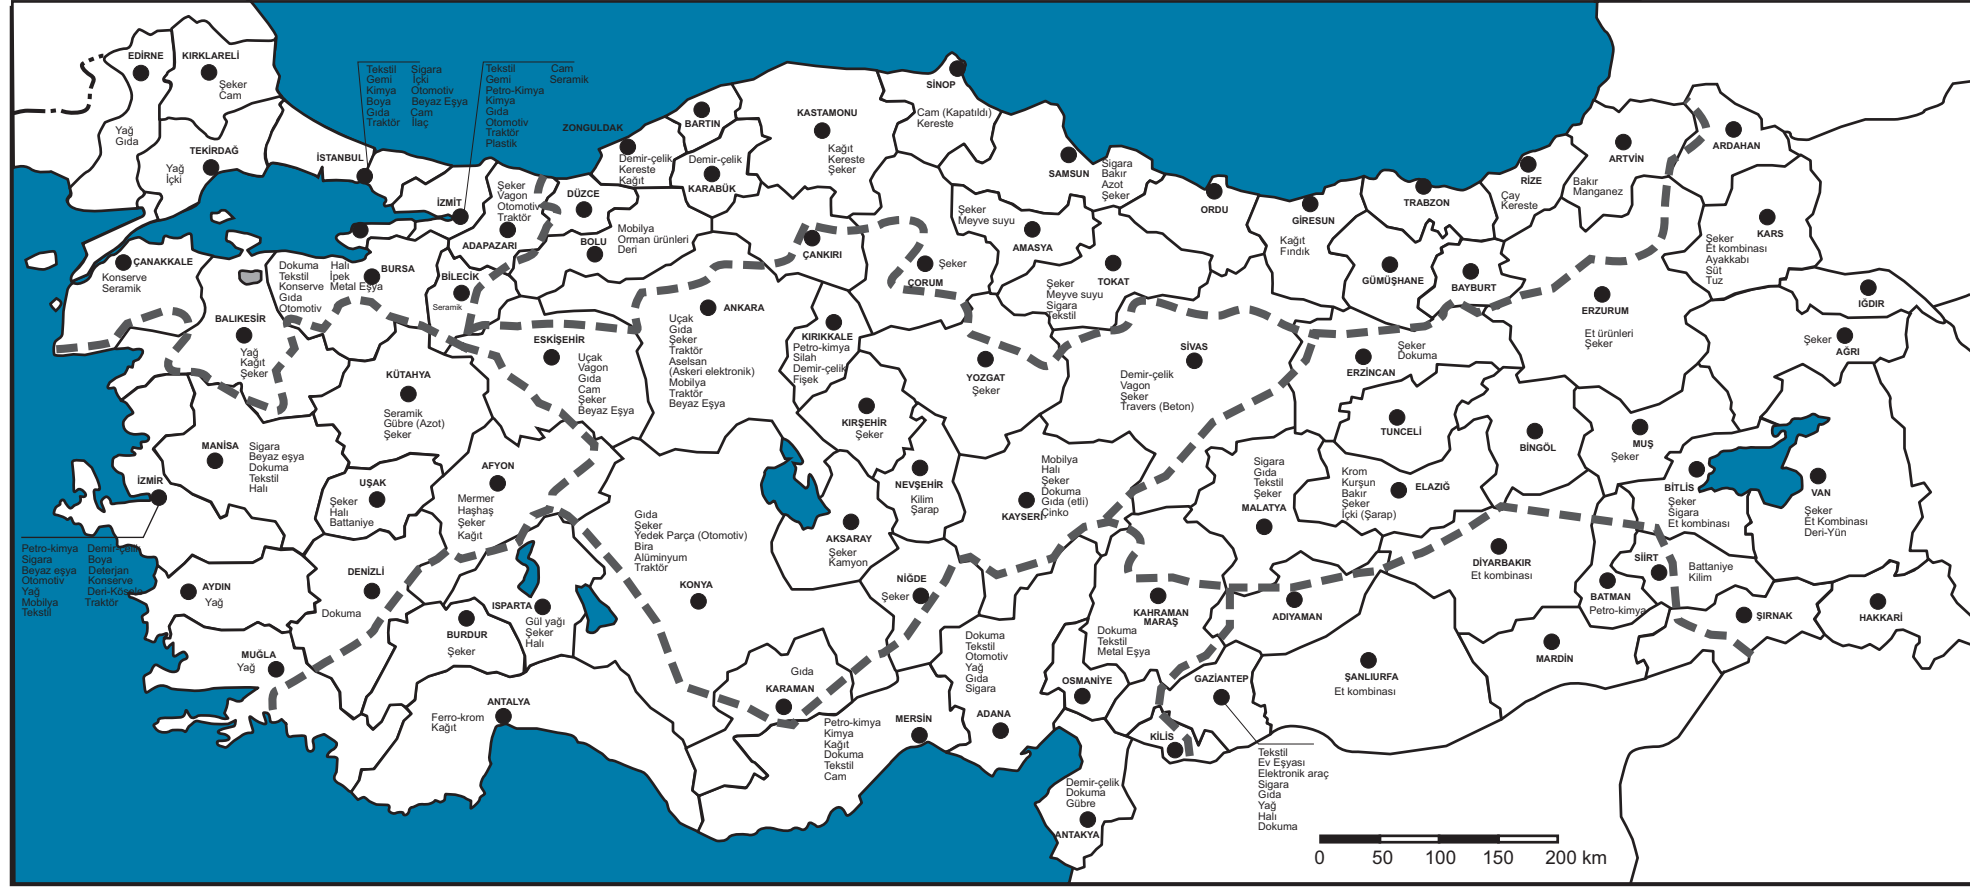 EDİRNE
Yağ
Gıda
KIRKLARELİ
Şeker
Cam
TEKİRDAĞ
Yağ
İçki
İSTANBUL
Tekstil Sigara
Gemi İçki
Kimya Otomotiv
Boya Beyaz Eşya
Gıda Cam
Traktör İlaç
İZMİT
Tekstil Cam
Gemi Seramik
Petro-Kimya
Kimya
Gıda
Otomotiv
Traktör
Plastik
ADAPAZARI
Şeker
Vagon
Otomotiv
Traktör
DÜZCE
BOLU
Mobilya
Orman ürünleri
Deri
ZONGULDAK
Demir-çelik
Kereste
Kağıt
BARTIN
Demir-çelik
KARABÜK
KASTAMONU
Kağıt
Kereste
Şeker
SİNOP
Cam (Kapatıldı)
Kereste
SAMSUN
Sigara
Bakır
Azot
Şeker
ORDU
GİRESUN
Kağıt
Fındık
TRABZON
RİZE
Çay
Kereste
ARTVİN
Bakır
Manganez
ARDAHAN
KARS
Şeker
Et kombinası
Ayakkabı
Süt
Tuz
IĞDIR
AĞRI
Şeker
ÇANAKKALE
Konserve
Seramik
BURSA
Dokuma Halı
Tekstil İpek
Konserve Metal Eşya
Gıda
Otomotiv
BİLECİK
Seramik
BALIKESİR
Yağ
Kağıt
Şeker
KÜTAHYA
Seramik
Gübre (Azot)
Şeker
ESKİŞEHİR
Uçak
Vagon
Gıda
Cam
Şeker
Beyaz Eşya
ANKARA
Uçak
Gıda
Şeker
Traktör
Aselsan
(Askeri elektronik)
Mobilya
Traktör
Beyaz Eşya
ÇANKIRI
KIRIKKALE
Petro-kimya
Silah
Demir-çelik
Fişek
ÇORUM
Şeker
AMASYA
Şeker
Meyve suyu
TOKAT
Şeker
Meyve suyu
Sigara
Tekstil
YOZGAT
Şeker
SİVAS
Demir-çelik
Vagon
Şeker
Travers (Beton)
GÜMÜŞHANE
BAYBURT
ERZURUM
Et ürünleri
Şeker
ERZİNCAN
Şeker
Dokuma
TUNCELİ
BİNGÖL
MUŞ
Şeker
BİTLİS
Şeker
Sigara
Et kombinası
VAN
Şeker
Et Kombinası
Deri-Yün
MANİSA
Sigara
Beyaz eşya
Dokuma
Tekstil
Halı
İZMİR
Petro-kimya Demir-çelik
Sigara Boya
Beyaz eşya Deterjan
Otomotiv Konserve
Yağ Deri-Kösele
Mobilya Traktör
Tekstil
UŞAK
Şeker
Halı
Battaniye
AFYON
Mermer
Haşhaş
Şeker
Kağıt
KIRŞEHİR
Şeker
NEVŞEHİR
Kilim
Şarap
AKSARAY
Şeker
Kamyon
KAYSERİ
Mobilya
Halı
Şeker
Dokuma
Gıda (etli)
Çinko
MALATYA
Sigara
Gıda
Tekstil
Şeker
ELAZIĞ
Krom
Kurşun
Bakır
Şeker
İçki (Şarap)
DİYARBAKIR
Et kombinası
SİİRT
Battaniye
Kilim
BATMAN
Petro-kimya
ŞIRNAK
HAKKARİ
MARDİN
AYDIN
Yağ
DENİZLİ
Dokuma
MUĞLA
Yağ
BURDUR
Şeker
ISPARTA
Gül yağı
Şeker
Halı
ANTALYA
Ferro-krom
Kağıt
KONYA
Gıda
Şeker
Yedek Parça (Otomotiv)
Bira
Alüminyum
Traktör
KARAMAN
Gıda
NİĞDE
Şeker
MERSİN
Petro-kimya
Kimya
Kağıt
Dokuma
Tekstil
Cam
ADANA
Dokuma
Tekstil
Otomotiv
Yağ
Gıda
Sigara
OSMANİYE
KAHRAMAN
MARAŞ
Dokuma
Tekstil
Metal Eşya
ADIYAMAN
GAZİANTEP
Tekstil
Ev Eşyası
Elektronik araç
Sigara
Gıda
Yağ
Halı
Dokuma
KİLİS
ŞANLIURFA
Et kombinası
ANTAKYA
Demir-çelik
Dokuma
Gübre
0 50 100 150 200 km